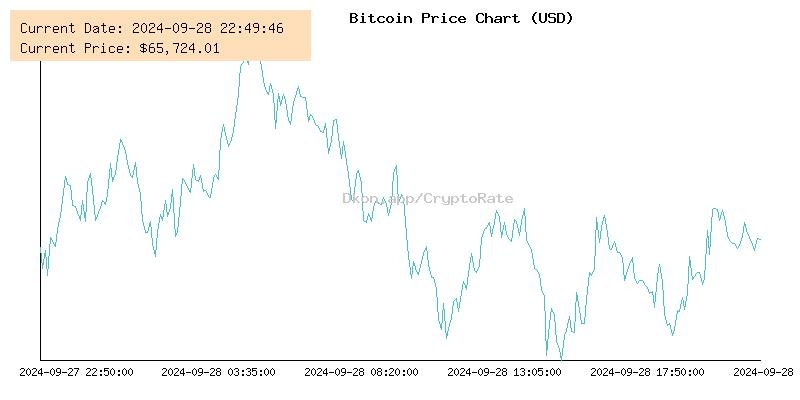 Bitcoin Price Chart (USD)
Current Date: 2024-09-28 22:49:46
Current Price: $65,724.01
Dkon.app/CryptoRate
2024-09-27 22:50:00 2024-09-28 03:35:00 2024-09-28 08:20:00 2024-09-28 13:05:00 2024-09-28 17:50:00 2024-09-28